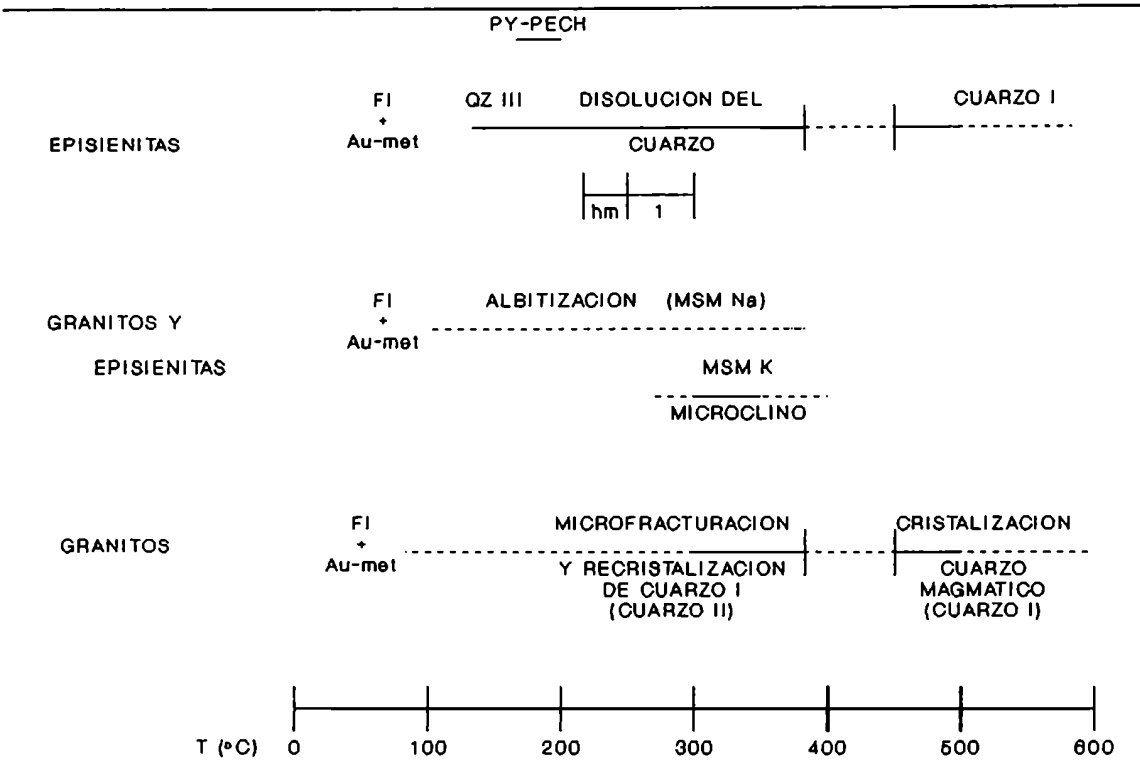 PY-PECH
FI QZ III DISOLUCION DEL CUARZO I
+
EPISIENITAS Au-met CUARZO
hm 1
FI ALBITIZACION (MSM Na)
GRANITOS Y +
Au-met
EPISIENITAS MSM K
MICROCLINO
FI MICROFRACTURACION CRISTALIZACION
GRANITOS +
Au-met Y RECRISTALIZACION CUARZO
DE CUARZO I MAGMATICO
(CUARZO II) (CUARZO I)
T (°C) 0 100 200 300 400 500 600